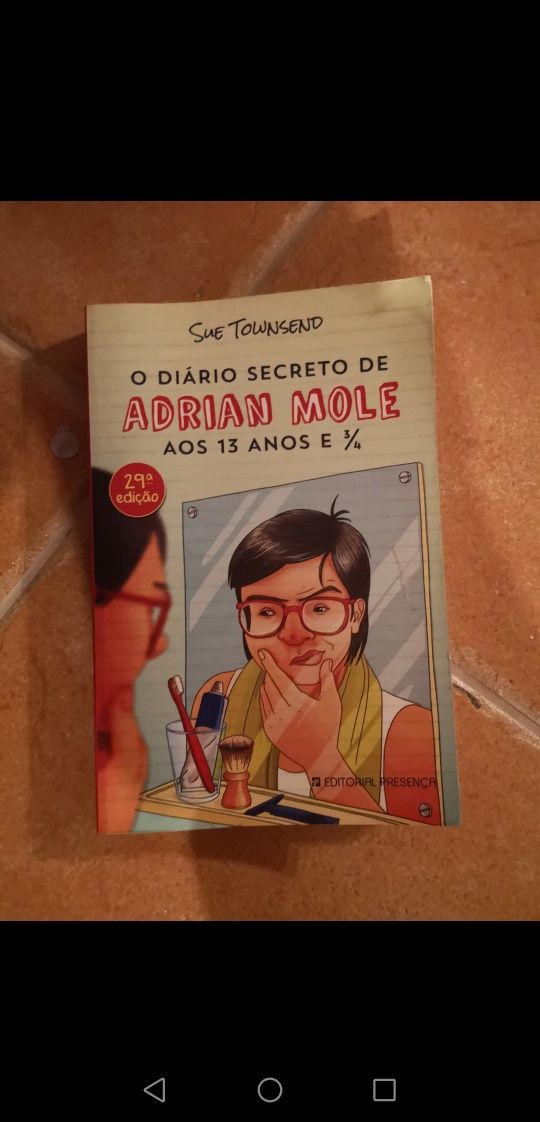 SUE TOWNSEND
O DIÁRIO SECRETO DE
ADRIAN MOLE
AOS 13 ANOS E ¾
29ª
edição
EDITORIAL PRESENÇA